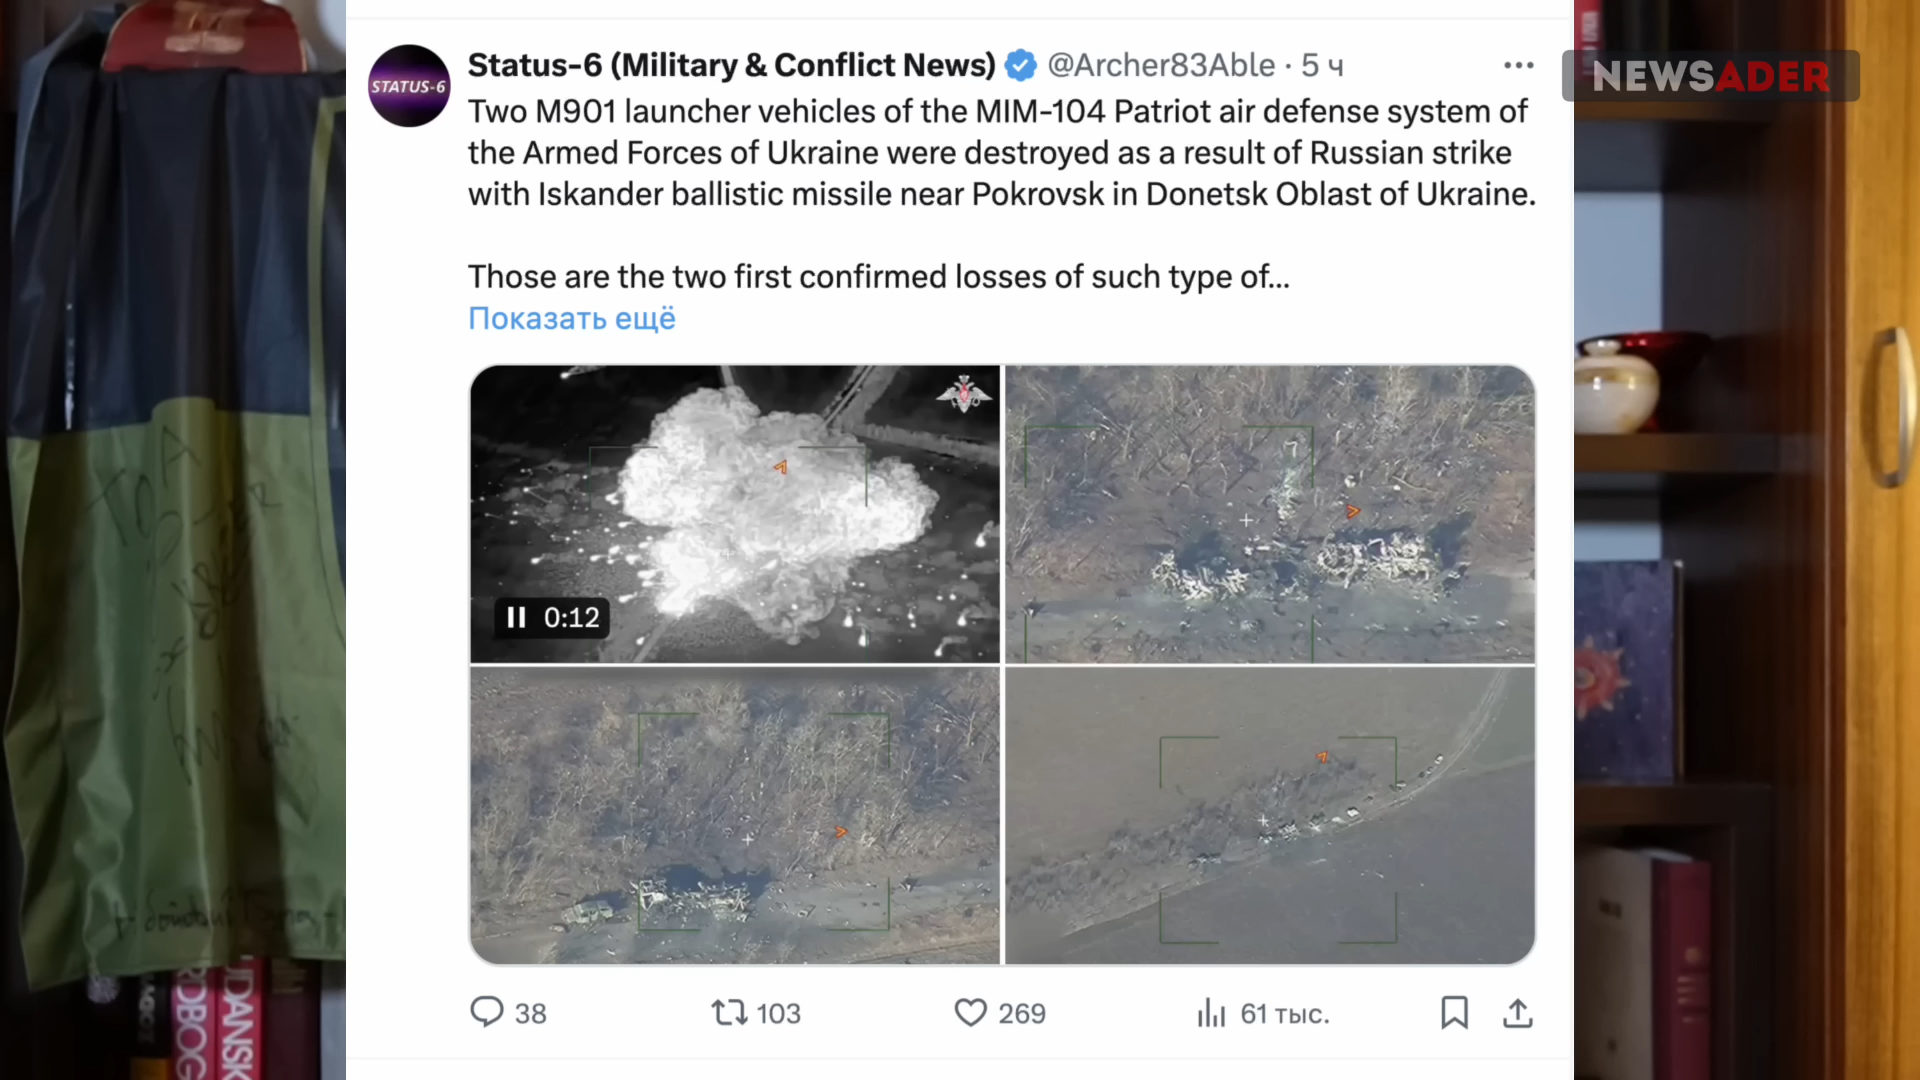 Status-6 (Military & Conflict News) @Archer83Able · 5 ч
STATUS-6
NEWSADER
Two M901 launcher vehicles of the MIM-104 Patriot air defense system of
the Armed Forces of Ukraine were destroyed as a result of Russian strike
with Iskander ballistic missile near Pokrovsk in Donetsk Oblast of Ukraine.
Those are the two first confirmed losses of such type of...
Показать ещё
0:12
38
103
269
61 тыс.